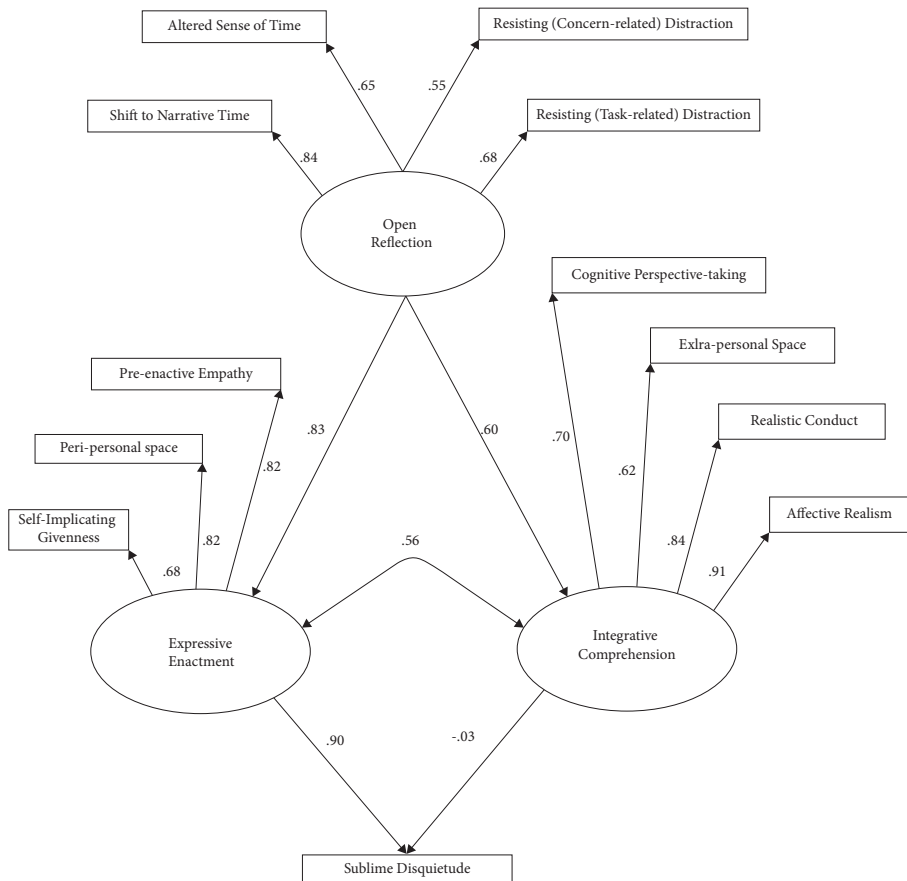 Altered Sense of Time
Resisting (Concern-related) Distraction
.65
.55
Shift to Narrative Time
Resisting (Task-related) Distraction
.84
.68
Open
Reflection
Cognitive Perspective-taking
Exlra-personal Space
Pre-enactive Empathy
Realistic Conduct
.83
.60
.70
Peri-personal space
.82
.62
Affective Realism
Self-Implicating
Givenness
.82
.56
.84
.68
.91
Expressive
Enactment
Integrative
Comprehension
.90
-.03
Sublime Disquietude